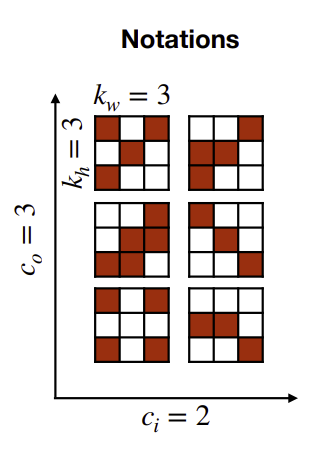 Notations
k_w = 3
k_h = 3
c_o = 3
c_i = 2